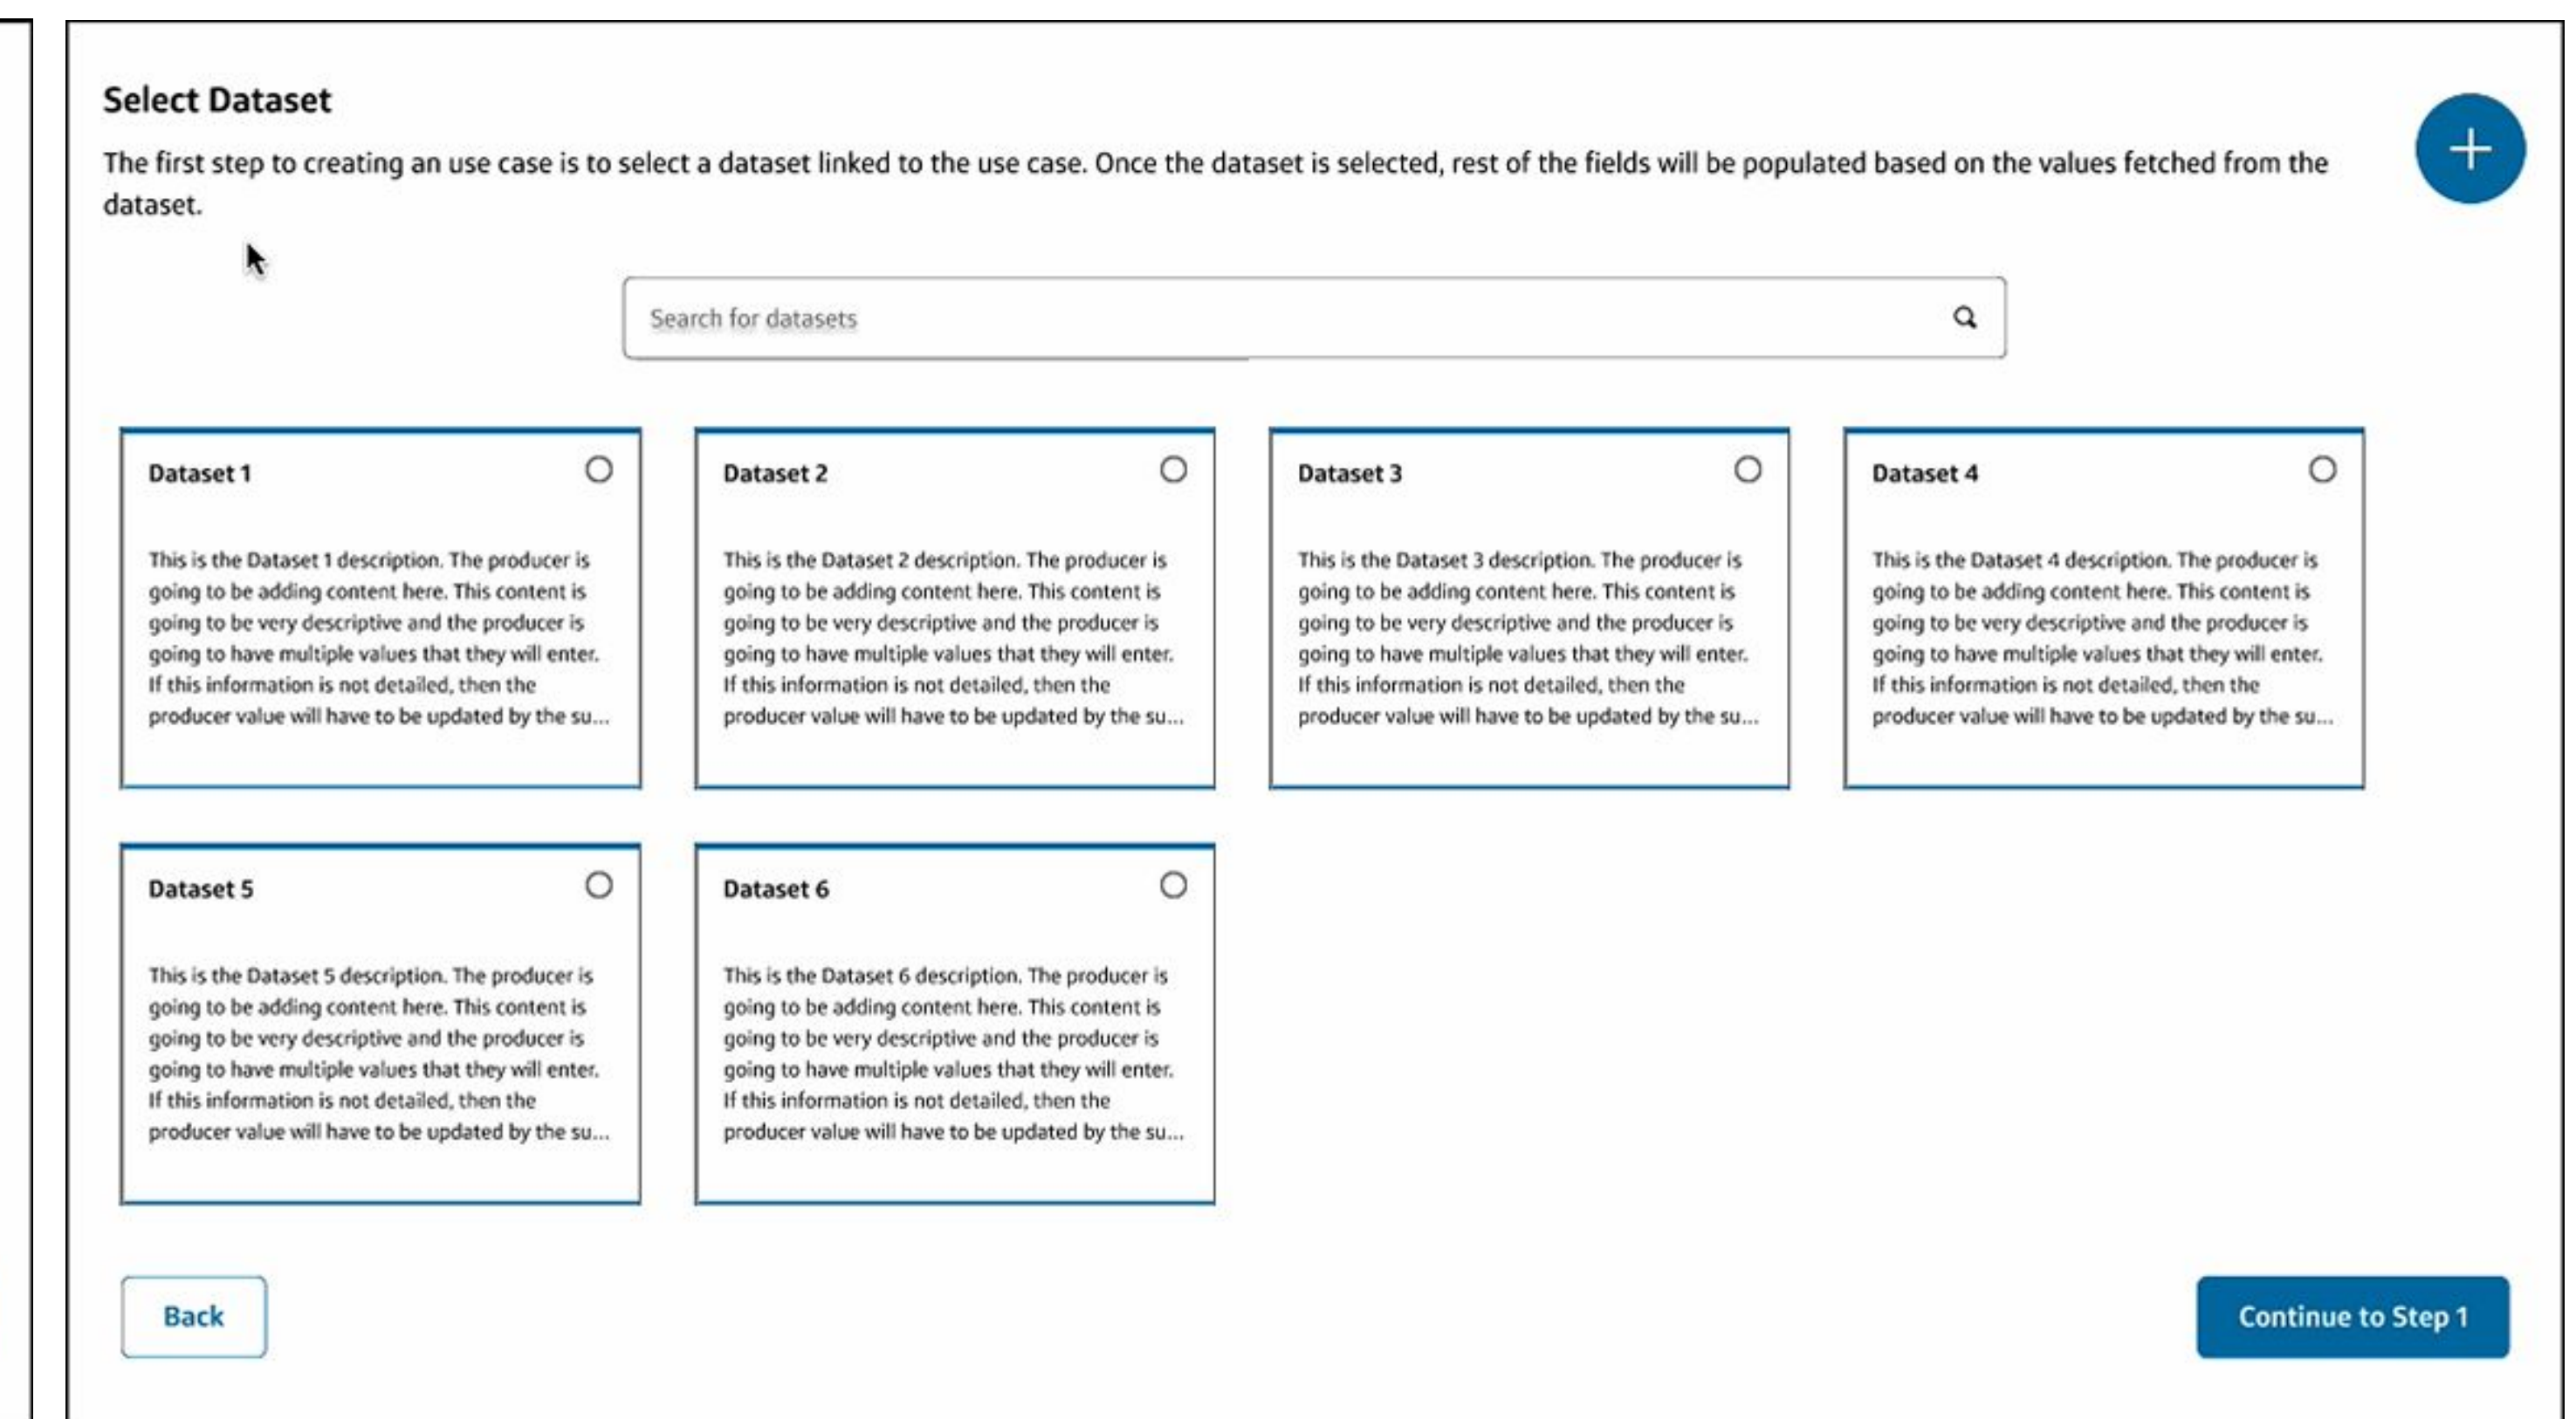 Select Dataset
The first step to creating an use case is to select a dataset linked to the use case. Once the dataset is selected, rest of the fields will be populated based on the values fetched from the
dataset.
Search for datasets
Dataset 1
This is the Dataset 1 description. The producer is
going to be adding content here. This content is
going to be very descriptive and the producer is
going to have multiple values that they will enter.
If this information is not detailed, then the
producer value will have to be updated by the su...
Dataset 2
This is the Dataset 2 description. The producer is
going to be adding content here. This content is
going to be very descriptive and the producer is
going to have multiple values that they will enter.
If this information is not detailed, then the
producer value will have to be updated by the su...
Dataset 3
This is the Dataset 3 description. The producer is
going to be adding content here. This content is
going to be very descriptive and the producer is
going to have multiple values that they will enter.
If this information is not detailed, then the
producer value will have to be updated by the su...
Dataset 4
This is the Dataset 4 description. The producer is
going to be adding content here. This content is
going to be very descriptive and the producer is
going to have multiple values that they will enter.
If this information is not detailed, then the
producer value will have to be updated by the su...
Dataset 5
This is the Dataset 5 description. The producer is
going to be adding content here. This content is
going to be very descriptive and the producer is
going to have multiple values that they will enter.
If this information is not detailed, then the
producer value will have to be updated by the su...
Dataset 6
This is the Dataset 6 description. The producer is
going to be adding content here. This content is
going to be very descriptive and the producer is
going to have multiple values that they will enter.
If this information is not detailed, then the
producer value will have to be updated by the su...
Back
Continue to Step 1